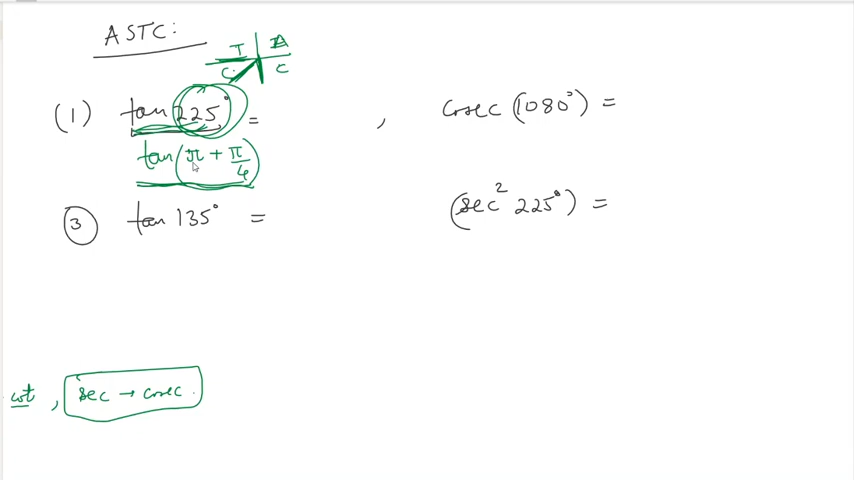 ASTC:
T A
C C
(1) tan 225° = , cosec (1080°) =
tan(π + π/4)
3 tan 135° = (sec² 225°) =
cot , sec → cosec.